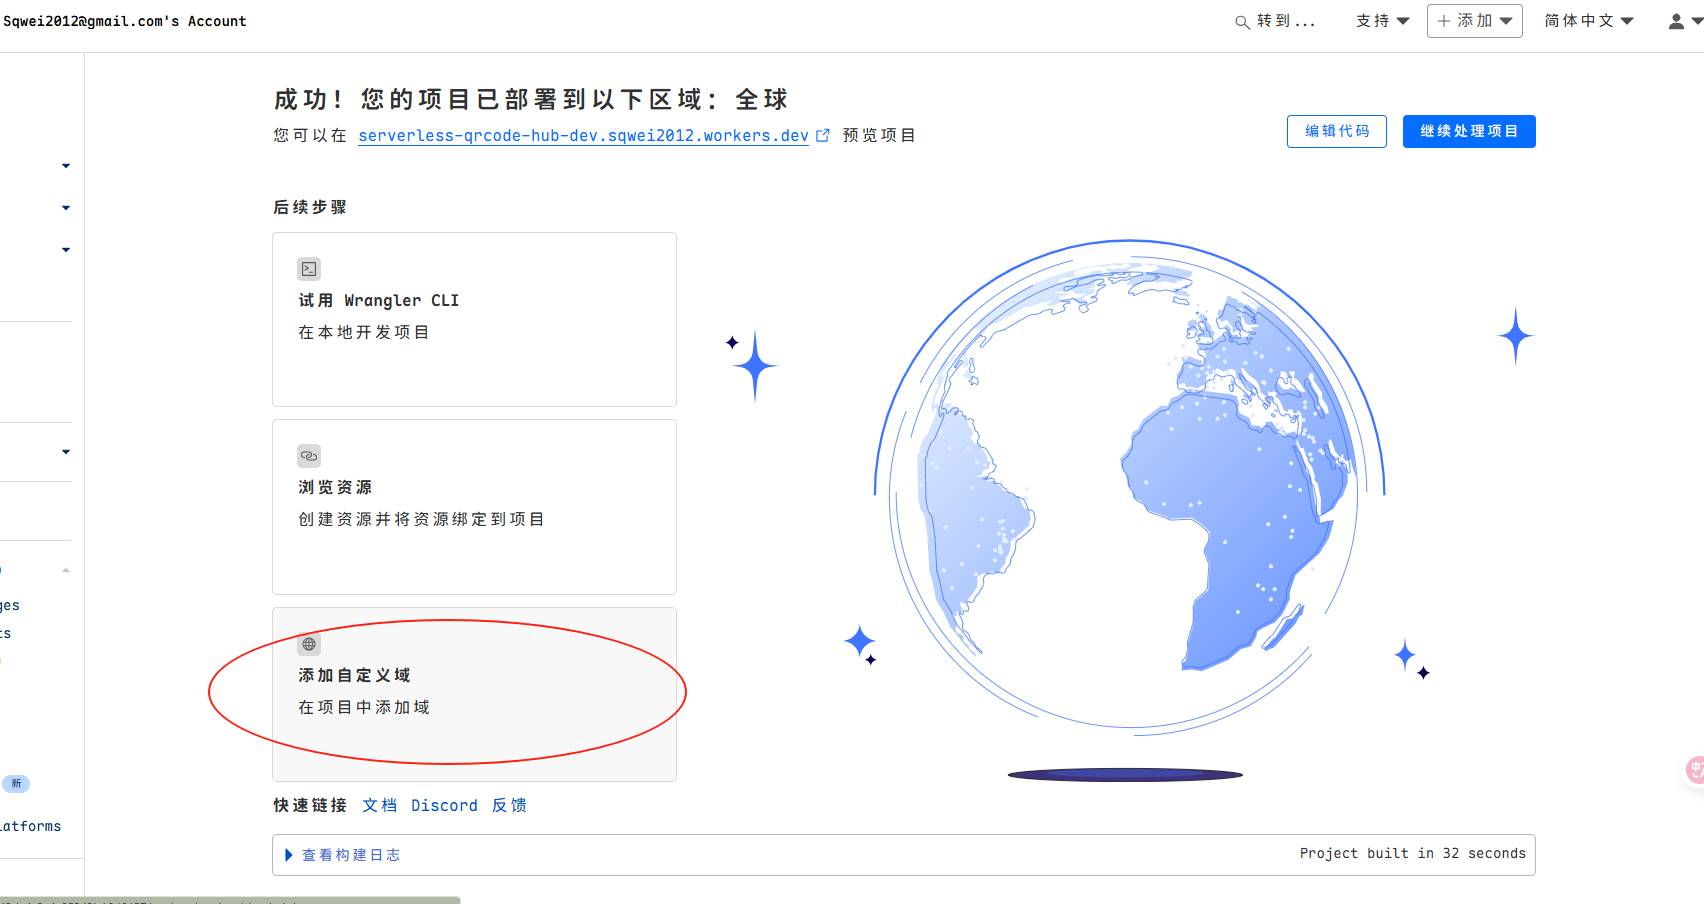 Sqwei2012@gmail.com's Account
转到...
支持
添加
简体中文
成功！您的项目已部署到以下区域：全球
您可以在 serverless-qrcode-hub-dev.sqwei2012.workers.dev 预览项目
编辑代码
继续处理项目
后续步骤
试用 Wrangler CLI
在本地开发项目
浏览资源
创建资源并将资源绑定到项目
添加自定义域
在项目中添加域
新
快速链接 文档 Discord 反馈
查看构建日志
Project built in 32 seconds